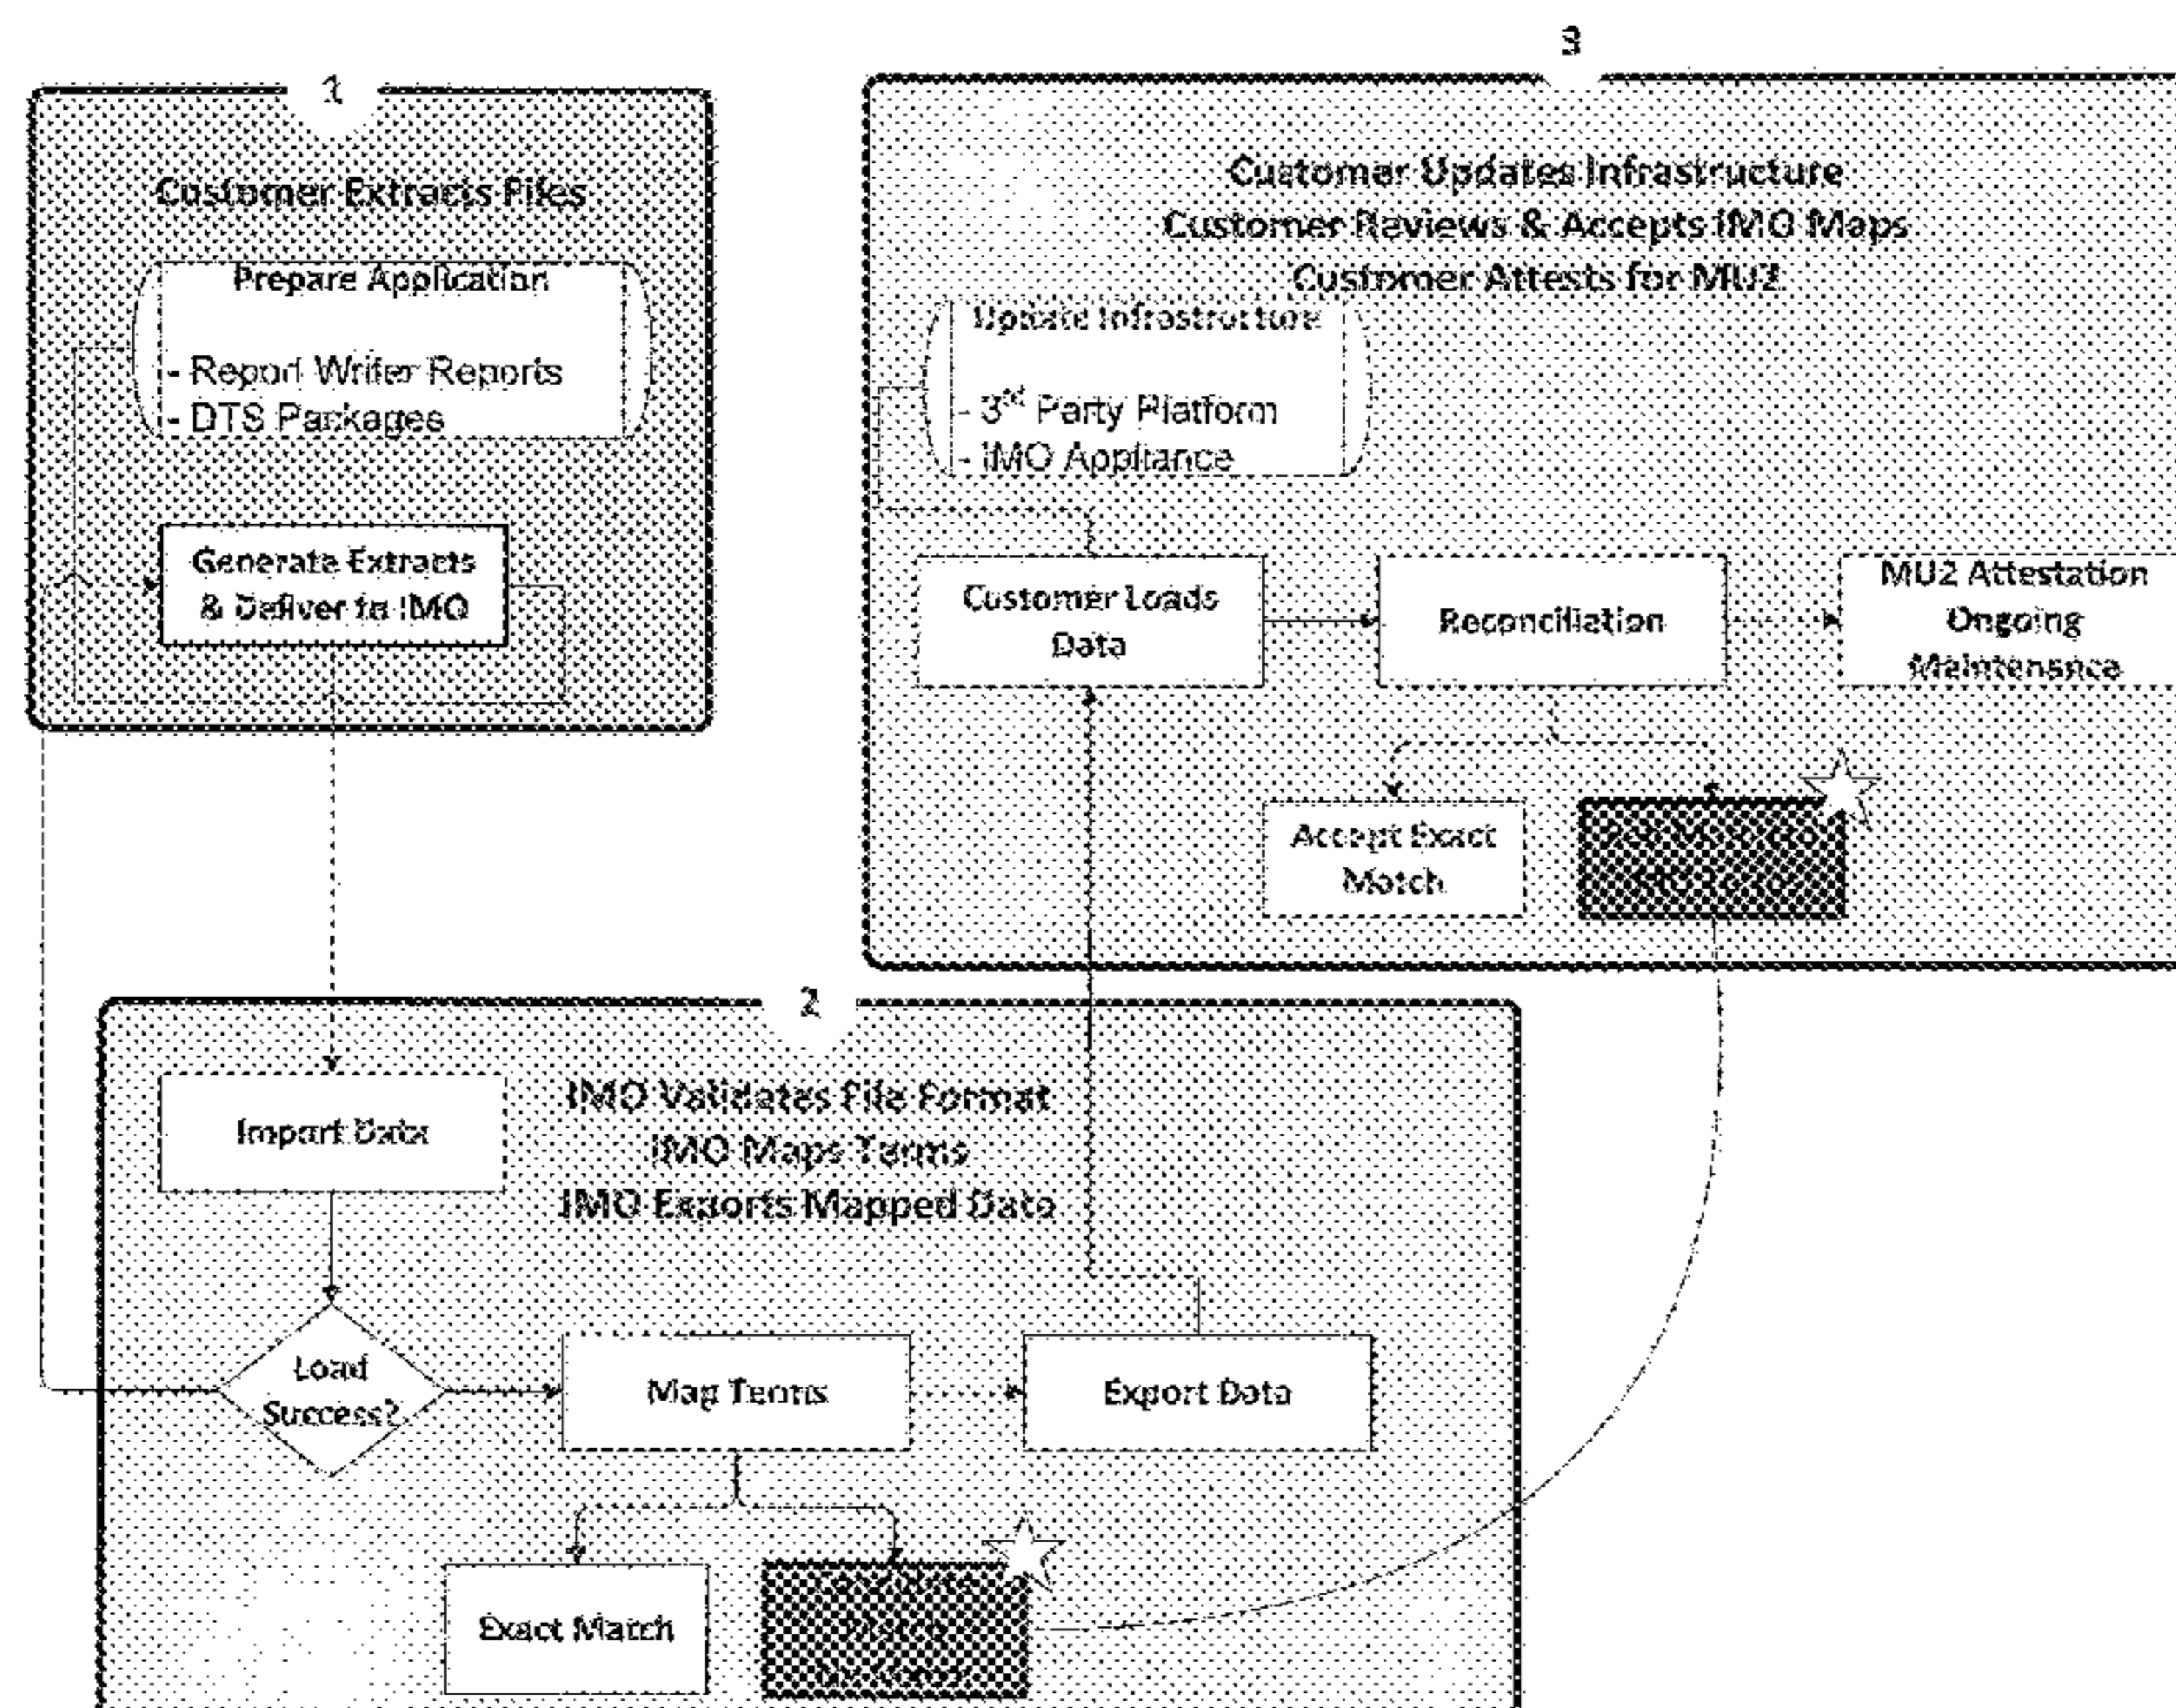 1
Customer Extracts Files
Prepare Application
- Report Writer Reports
- DTS Packages
Generate Extracts
& Deliver to IMO
3
Customer Updates Infrastructure
Customer Reviews & Accepts IMO Maps
Customer Attests for MU2
Update Infrastructure
- 3rd Party Platform
- IMO Appliance
Customer Loads
Data
Reconciliation
MU2 Attestation
Ongoing
Maintenance
Accept Exact
Match
2
IMO Validates File Format
IMO Maps Terms
IMO Exports Mapped Data
Import Data
Load
Success?
Map Terms
Export Data
Exact Match